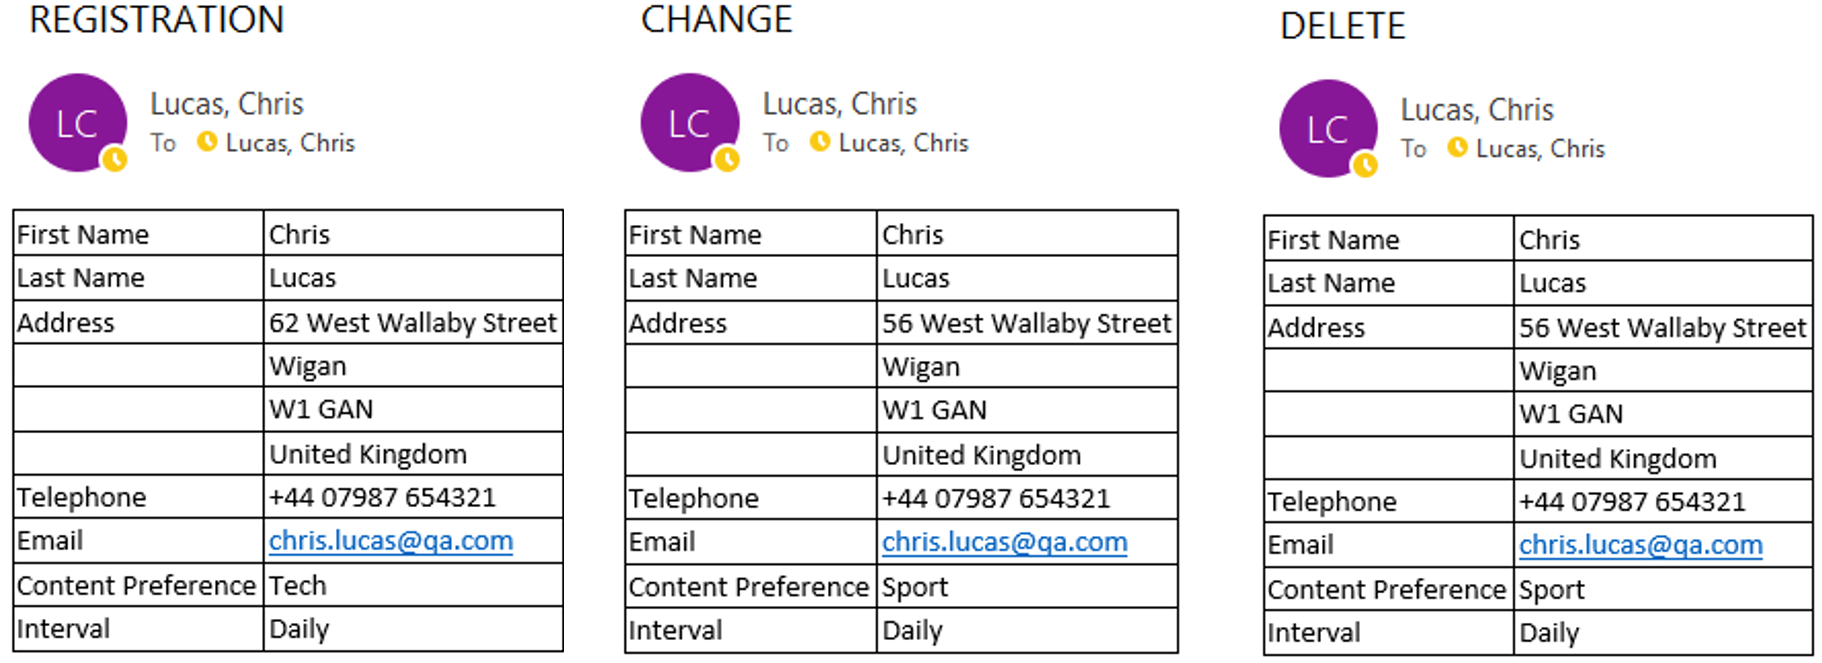 REGISTRATION
LC
Lucas, Chris
To Lucas, Chris
First Name Chris
Last Name Lucas
Address 62 West Wallaby Street
Wigan
W1 GAN
United Kingdom
Telephone +44 07987 654321
Email chris.lucas@qa.com
Content Preference Tech
Interval Daily
CHANGE
LC
Lucas, Chris
To Lucas, Chris
First Name Chris
Last Name Lucas
Address 56 West Wallaby Street
Wigan
W1 GAN
United Kingdom
Telephone +44 07987 654321
Email chris.lucas@qa.com
Content Preference Sport
Interval Daily
DELETE
LC
Lucas, Chris
To Lucas, Chris
First Name Chris
Last Name Lucas
Address 56 West Wallaby Street
Wigan
W1 GAN
United Kingdom
Telephone +44 07987 654321
Email chris.lucas@qa.com
Content Preference Sport
Interval Daily